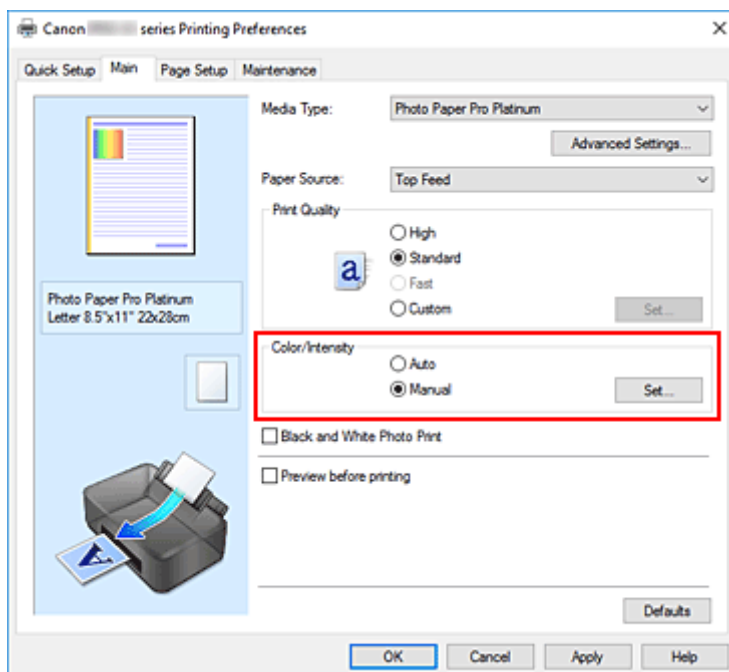 Canon series Printing Preferences
Quick Setup Main Page Setup Maintenance
Media Type: Photo Paper Pro Platinum
Advanced Settings...
Paper Source: Top Feed
Print Quality
High
a Standard
Fast
Custom Set...
Photo Paper Pro Platinum
Letter 8.5"x11" 22x28cm
Color/Intensity
Auto
Manual Set...
Black and White Photo Print
Preview before printing
A
Defaults
OK Cancel Apply Help